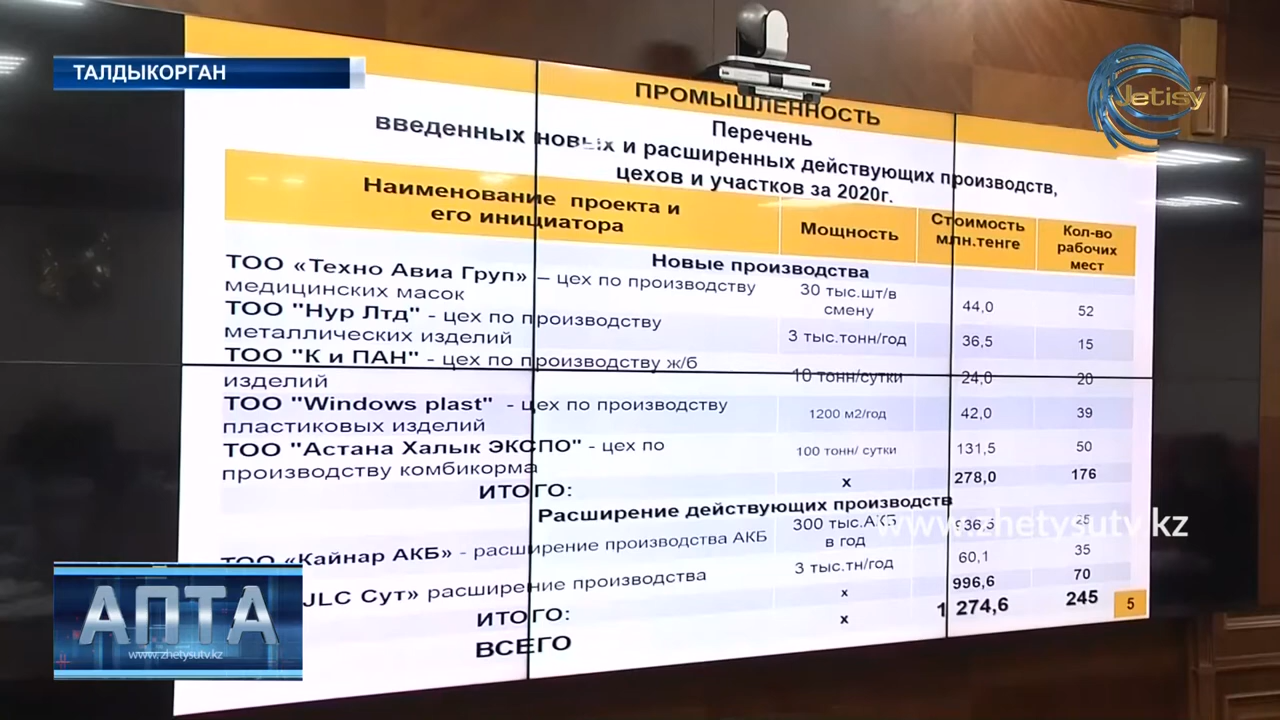 ТАЛДЫКОРГАН
Jetisý
ПРОМЫШЛЕННОСТЬ
Перечень
введенных новых и расширенных действующих производств,
цехов и участков за 2020г.
Наименование проекта и
его инициатора
Мощность
Стоимость
млн.тенге
Кол-во
рабочих
мест
Новые производства
ТОО «Техно Авиа Груп» – цех по производству
медицинских масок
30 тыс.шт/в
смену
44,0
52
ТОО "Нур Лтд" - цех по производству
металлических изделий
3 тыс.тонн/год
36,5
15
ТОО "К и ПАН" - цех по производству ж/б
изделий
10 тонн/сутки
24,0
20
ТОО "Windows plast" - цех по производству
пластиковых изделий
1200 м2/год
42,0
39
ТОО "Астана Халык ЭКСПО" - цех по
производству комбикорма
100 тонн/ сутки
131,5
50
ИТОГО:
х
278,0
176
Расширение действующих производств
ТОО «Кайнар АКБ» - расширение производства АКБ
300 тыс.АКБ
в год
936,5
25
JLC Сут» расширение производства
3 тыс.тн/год
60,1
35
ИТОГО:
х
996,6
70
ВСЕГО
х
1 274,6
245
5
www.zhetysutv.kz
АПТА
www.zhetysutv.kz